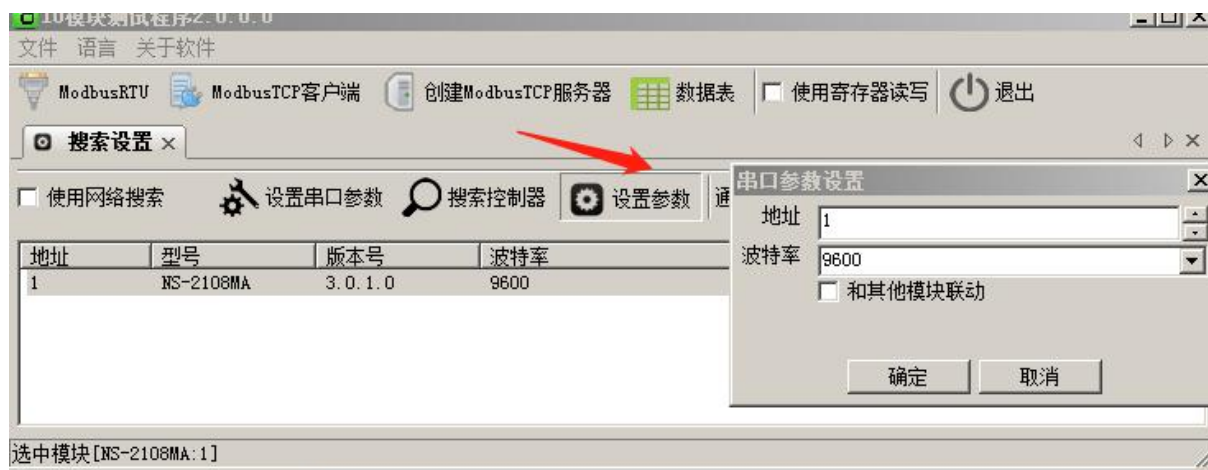 IO模块测试程序2.0.0.0
文件 语言 关于软件
ModbusRTU ModbusTCP客户端 创建ModbusTCP服务器 数据表 使用寄存器读写 退出
搜索设置
使用网络搜索 设置串口参数 搜索控制器 设置参数
串口参数设置
地址 1
波特率 9600
和其他模块联动
确定 取消
地址 型号 版本号 波特率
1 NS-2108MA 3.0.1.0 9600
选中模块[NS-2108MA:1]